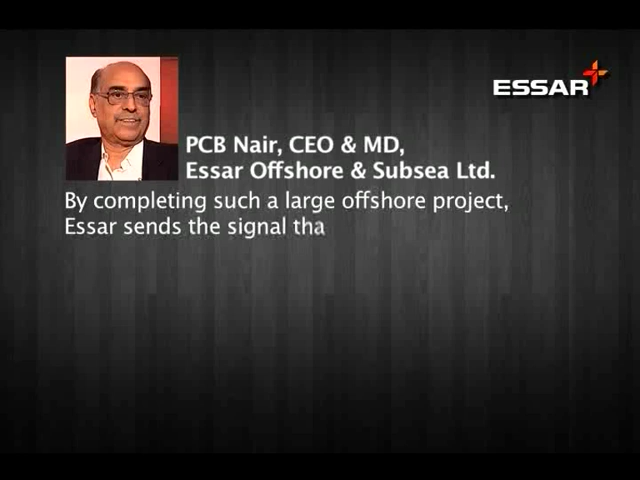 ESSAR
PCB Nair, CEO & MD,
Essar Offshore & Subsea Ltd.
By completing such a large offshore project,
Essar sends the signal tha